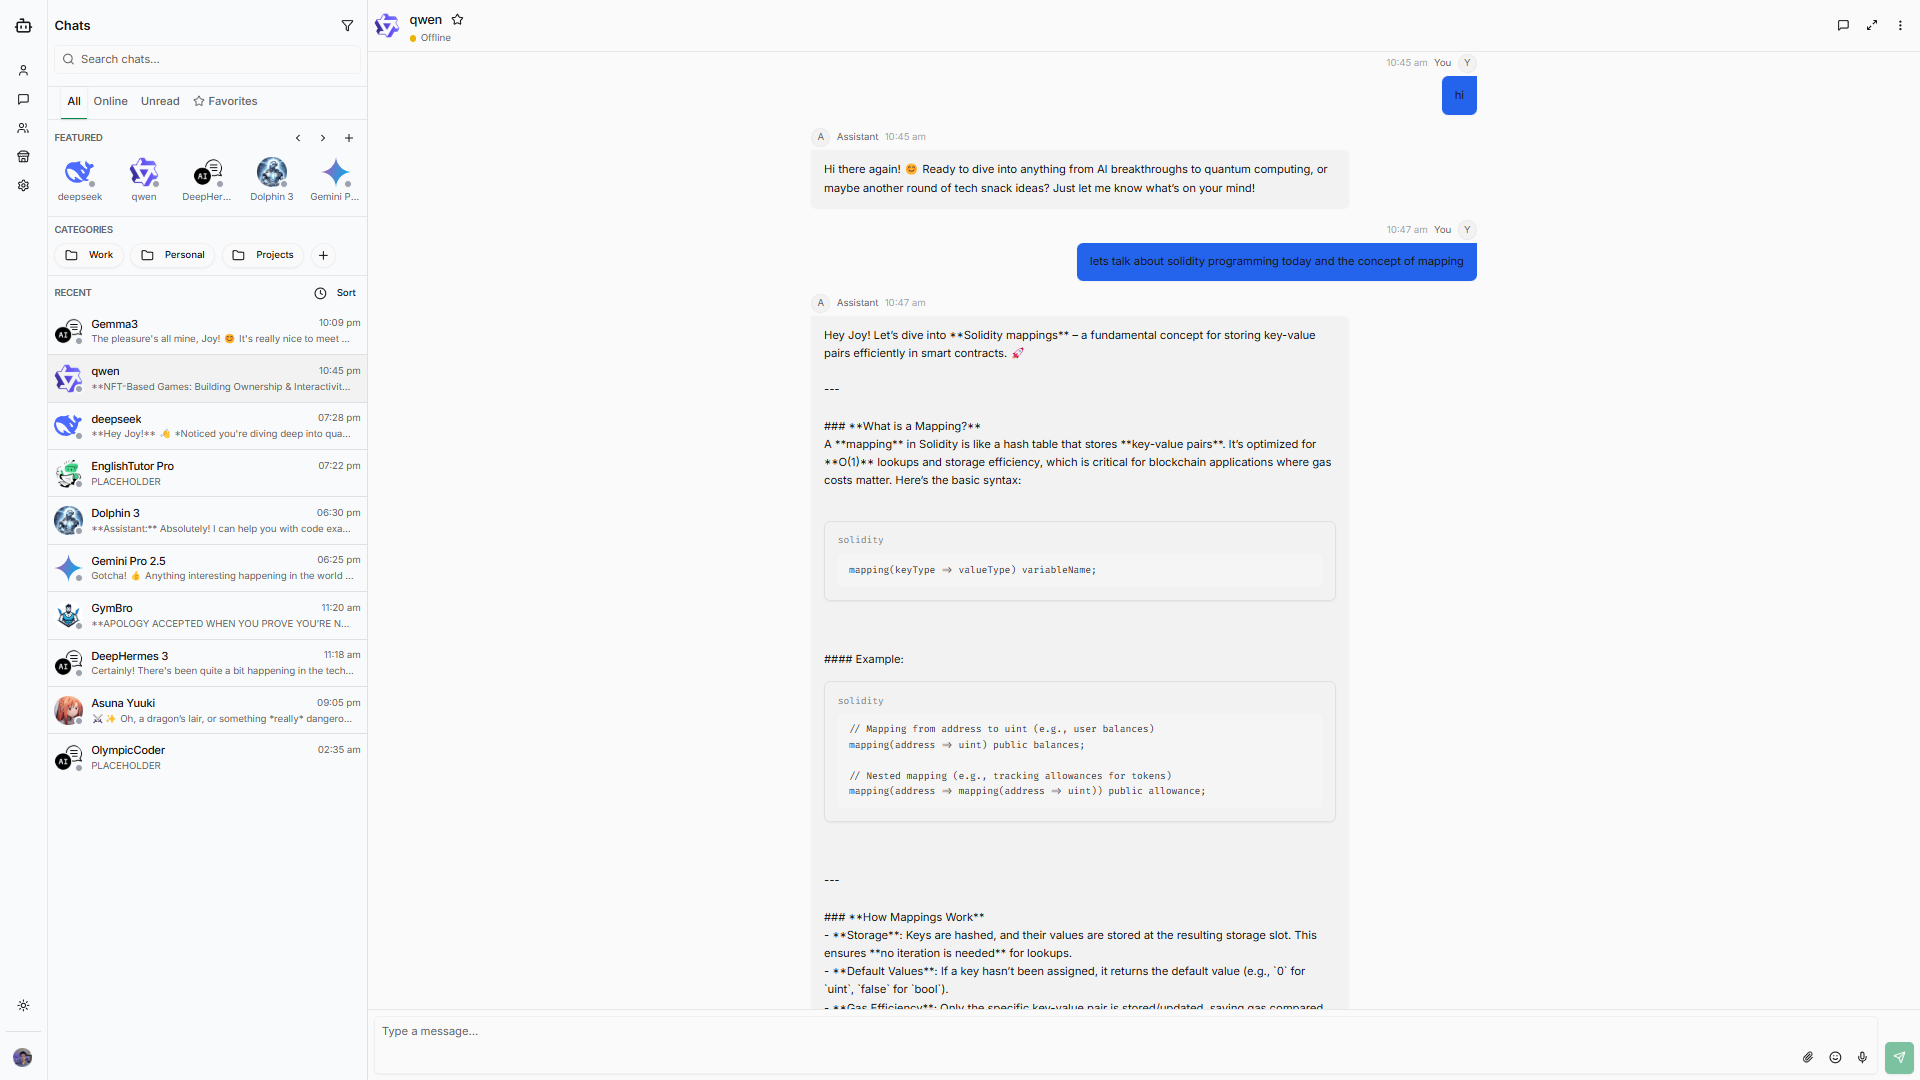 Chats
Search chats...
All Online Unread Favorites
FEATURED
deepseek qwen DeepHer... Dolphin 3 Gemini P...
CATEGORIES
Work Personal Projects
RECENT Sort
Gemma3 10:09 pm
The pleasure's all mine, Joy! 😊 It's really nice to meet ...
qwen 10:45 pm
**NFT-Based Games: Building Ownership & Interactivit...
deepseek 07:28 pm
**Hey Joy!** 👋 *Noticed you're diving deep into qua...
EnglishTutor Pro 07:22 pm
PLACEHOLDER
Dolphin 3 06:30 pm
**Assistant:** Absolutely! I can help you with code exa...
Gemini Pro 2.5 06:25 pm
Gotcha! 👍 Anything interesting happening in the world ...
GymBro 11:20 am
**APOLOGY ACCEPTED WHEN YOU PROVE YOU'RE N...
DeepHermes 3 11:18 am
Certainly! There's been quite a bit happening in the tech...
Asuna Yuuki 09:05 pm
⚔️✨ Oh, a dragon's lair, or something *really* dangero...
OlympicCoder 02:35 am
PLACEHOLDER
qwen
Offline
10:45 am You Y
hi
A Assistant 10:45 am
Hi there again! 😊 Ready to dive into anything from AI breakthroughs to quantum computing, or
maybe another round of tech snack ideas? Just let me know what's on your mind!
10:47 am You Y
lets talk about solidity programming today and the concept of mapping
A Assistant 10:47 am
Hey Joy! Let's dive into **Solidity mappings** – a fundamental concept for storing key-value
pairs efficiently in smart contracts. 🚀
---
### **What is a Mapping?**
A **mapping** in Solidity is like a hash table that stores **key-value pairs**. It's optimized for
**O(1)** lookups and storage efficiency, which is critical for blockchain applications where gas
costs matter. Here's the basic syntax:
solidity
mapping(keyType => valueType) variableName;
#### Example:
solidity
// Mapping from address to uint (e.g., user balances)
mapping(address => uint) public balances;
// Nested mapping (e.g., tracking allowances for tokens)
mapping(address => mapping(address => uint)) public allowance;
---
### **How Mappings Work**
- **Storage**: Keys are hashed, and their values are stored at the resulting storage slot. This
ensures **no iteration is needed** for lookups.
- **Default Values**: If a key hasn't been assigned, it returns the default value (e.g., `0` for
`uint`, `false` for `bool`).
- **Gas Efficiency**: Only the specific key-value pair is stored/updated, saving gas compared
Type a message...